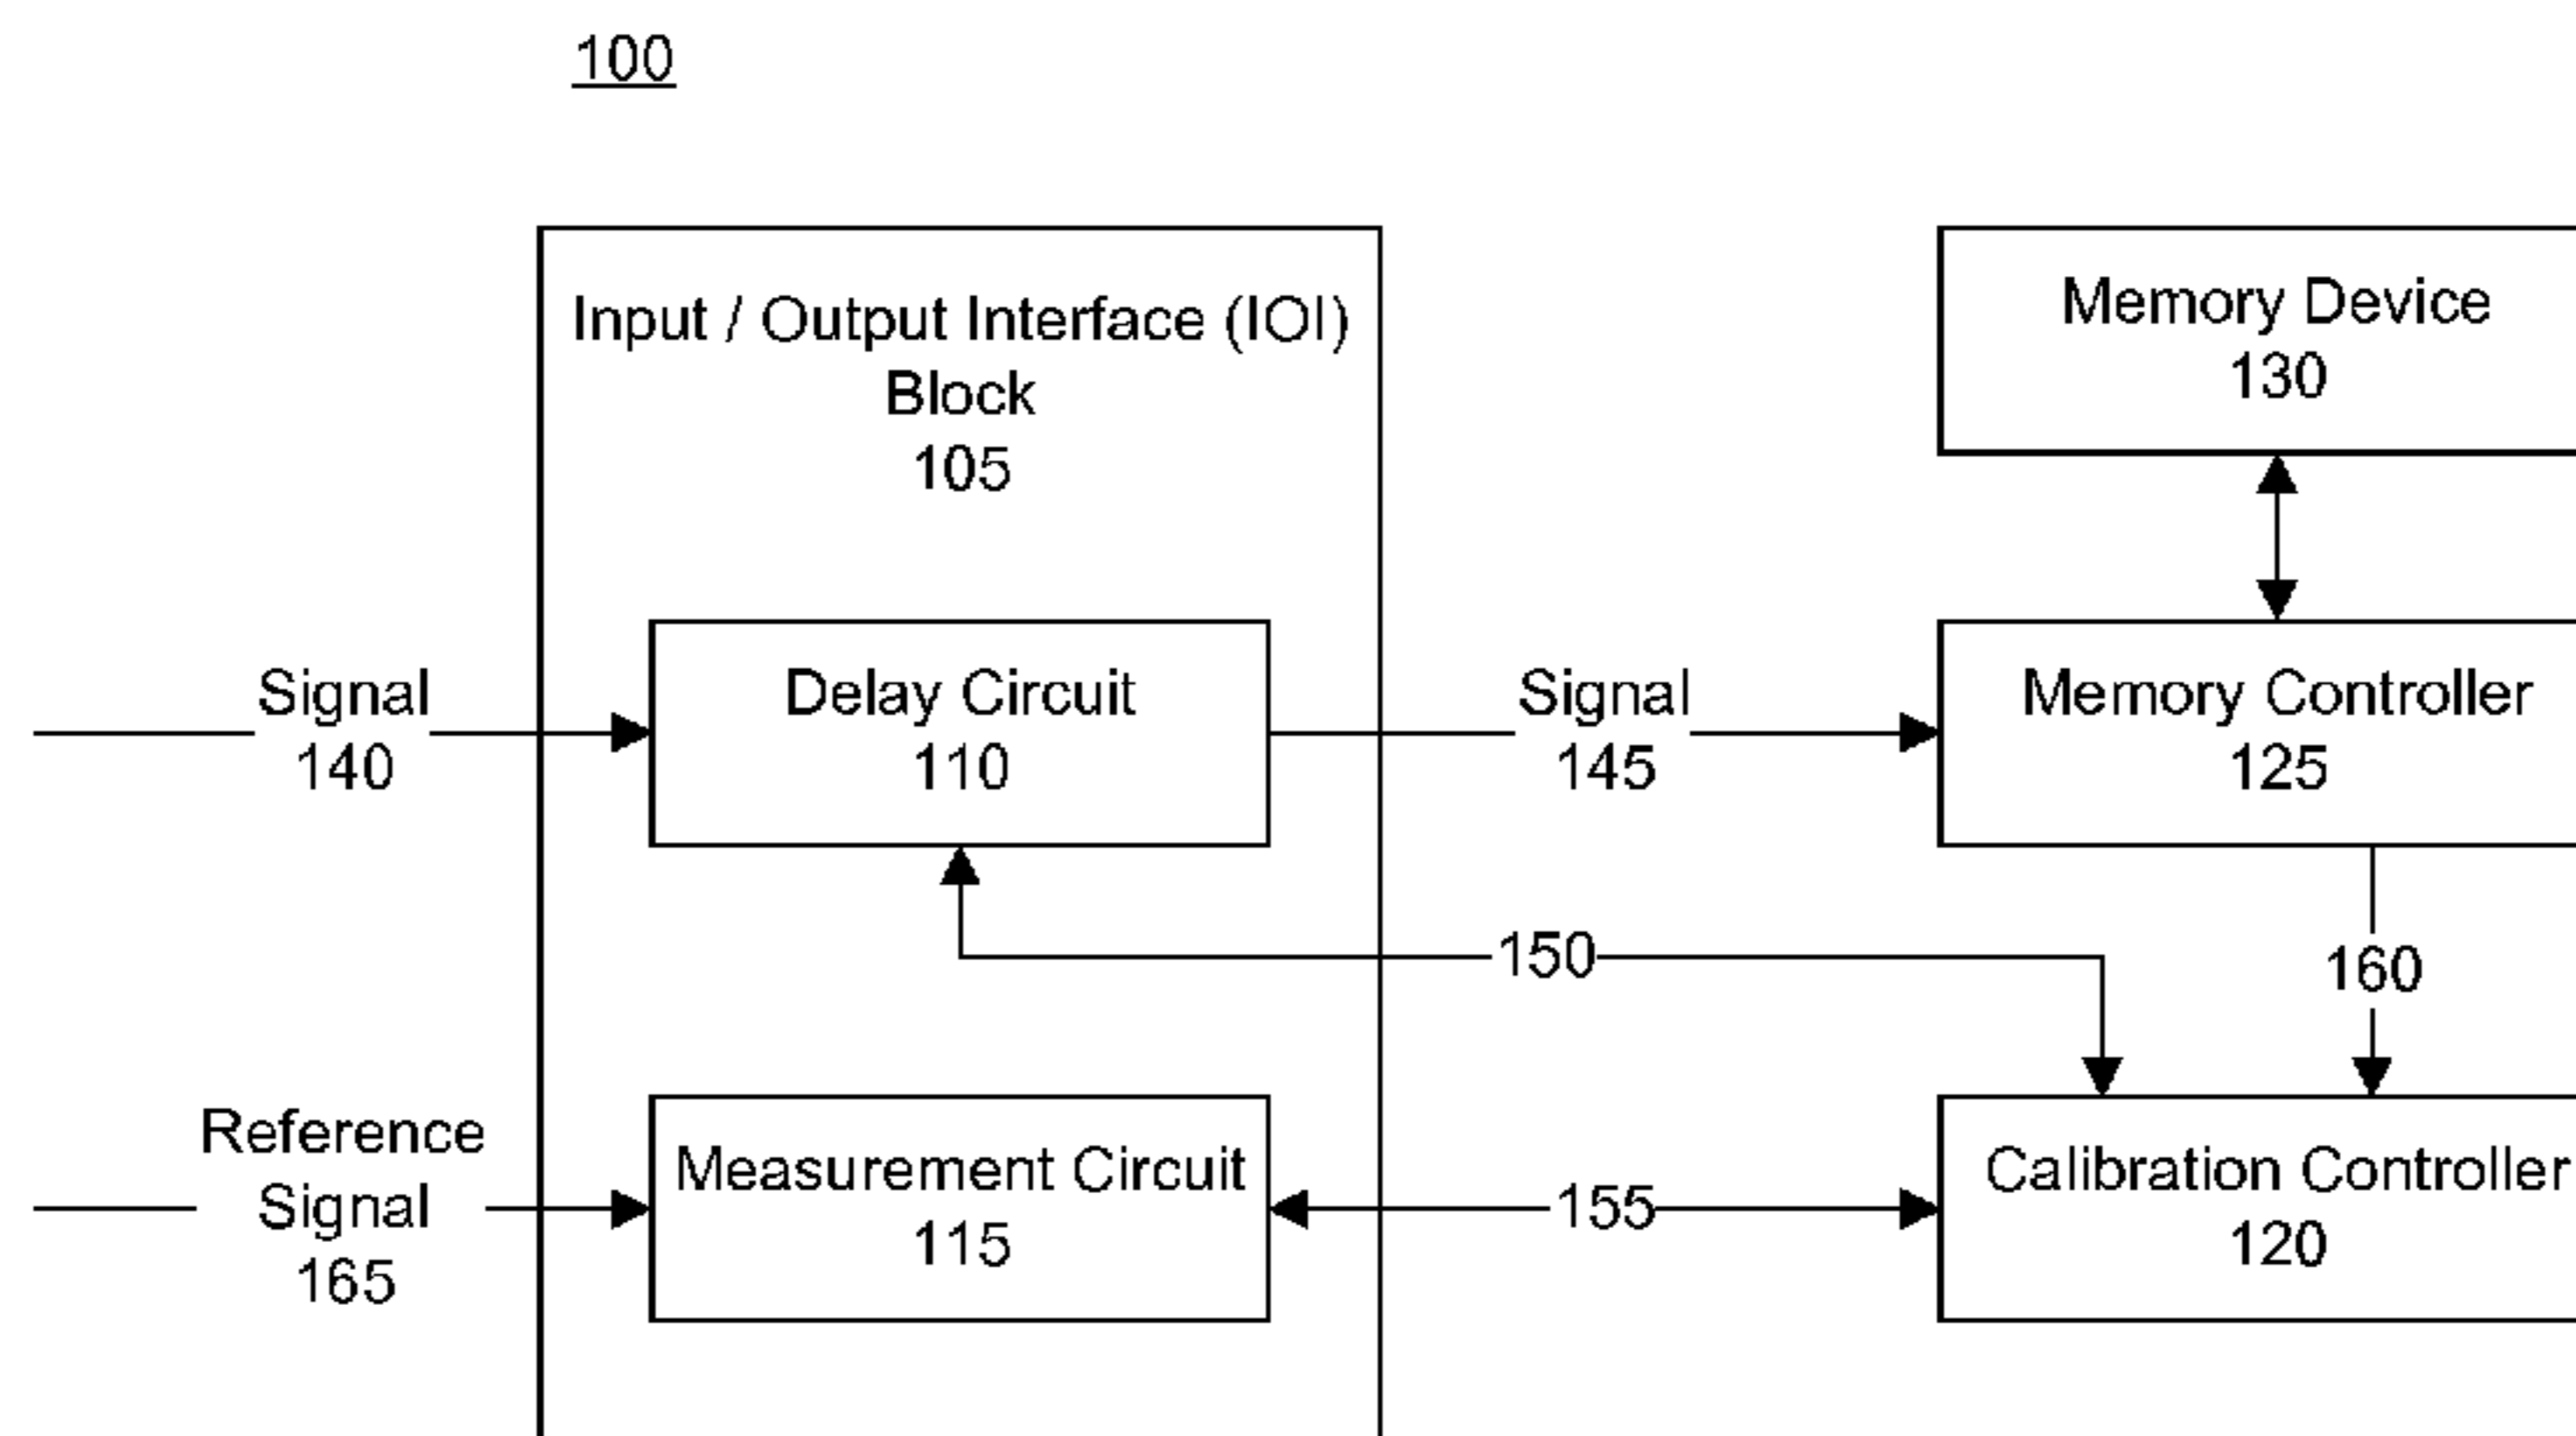 100
Input / Output Interface (IOI)
Block
105
Memory Device
130
Signal
140
Delay Circuit
110
Signal
145
Memory Controller
125
150
160
Reference
Signal
165
Measurement Circuit
115
155
Calibration Controller
120